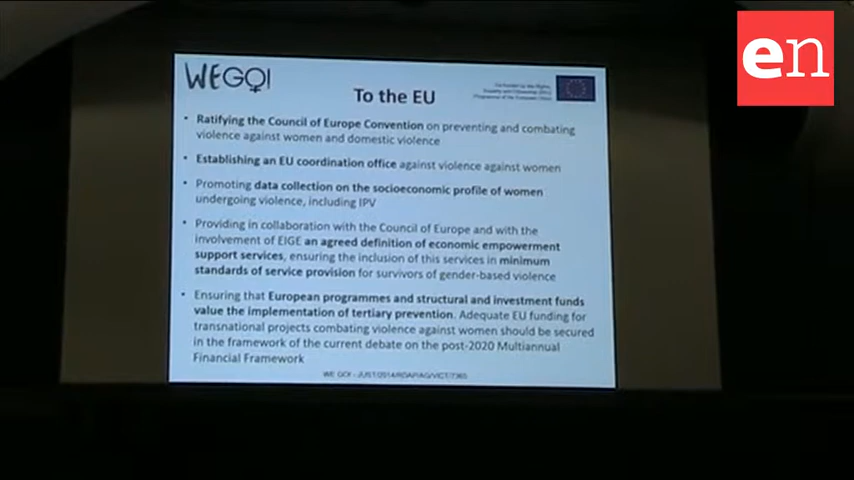 en
WEGO!
To the EU
• Ratifying the Council of Europe Convention on preventing and combating
violence against women and domestic violence
• Establishing an EU coordination office against violence against women
• Promoting data collection on the socioeconomic profile of women
undergoing violence, including IPV
• Providing in collaboration with the Council of Europe and with the
involvement of EIGE an agreed definition of economic empowerment
support services, ensuring the inclusion of this services in minimum
standards of service provision for survivors of gender-based violence
• Ensuring that European programmes and structural and investment funds
value the implementation of tertiary prevention. Adequate EU funding for
transnational projects combating violence against women should be secured
in the framework of the current debate on the post-2020 Multiannual
Financial Framework
WE GO! -